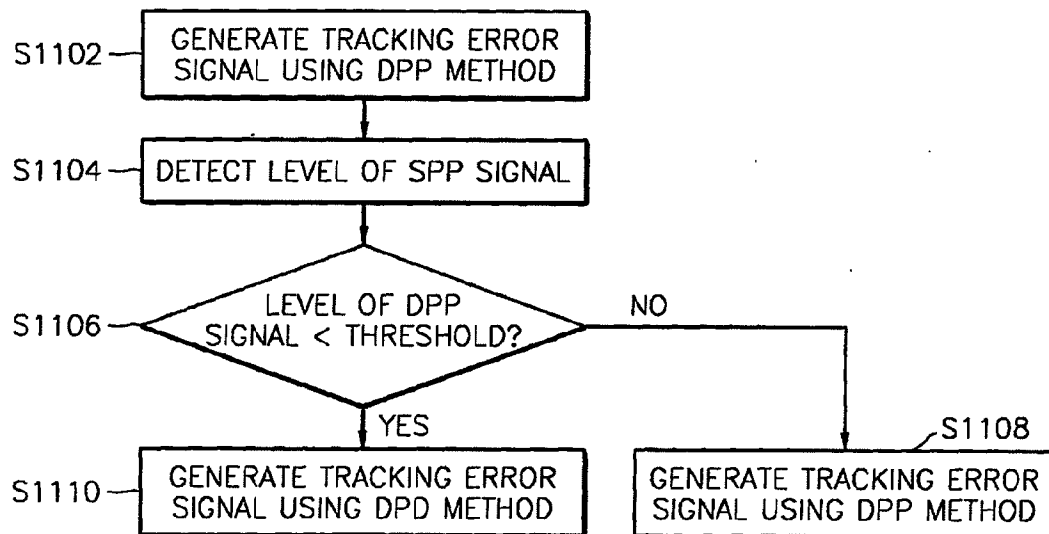 S1102
GENERATE TRACKING ERROR
SIGNAL USING DPP METHOD
S1104
DETECT LEVEL OF SPP SIGNAL
S1106
LEVEL OF DPP
SIGNAL < THRESHOLD?
NO
YES
S1108
S1110
GENERATE TRACKING ERROR
SIGNAL USING DPD METHOD
GENERATE TRACKING ERROR
SIGNAL USING DPP METHOD